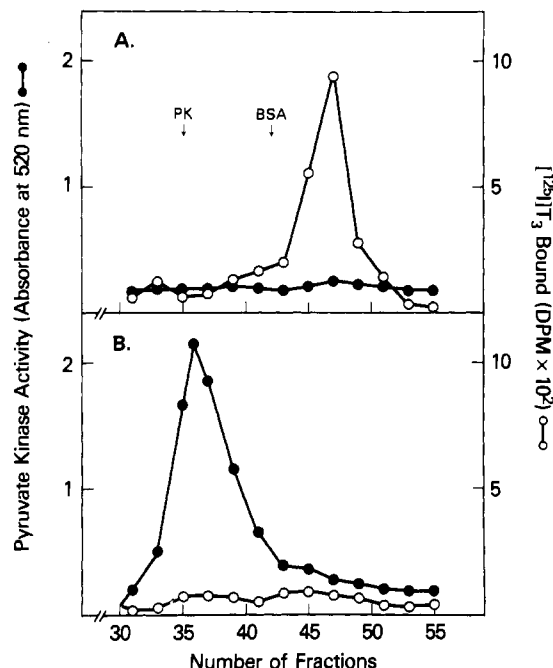 A.
2
10
PK
BSA
1
5
B.
2
10
1
5
30
35
40
45
50
55
Number of Fractions
Pyruvate Kinase Activity (Absorbance at 520 nm)
[¹²⁵I]T₃ Bound (DPM × 10²)